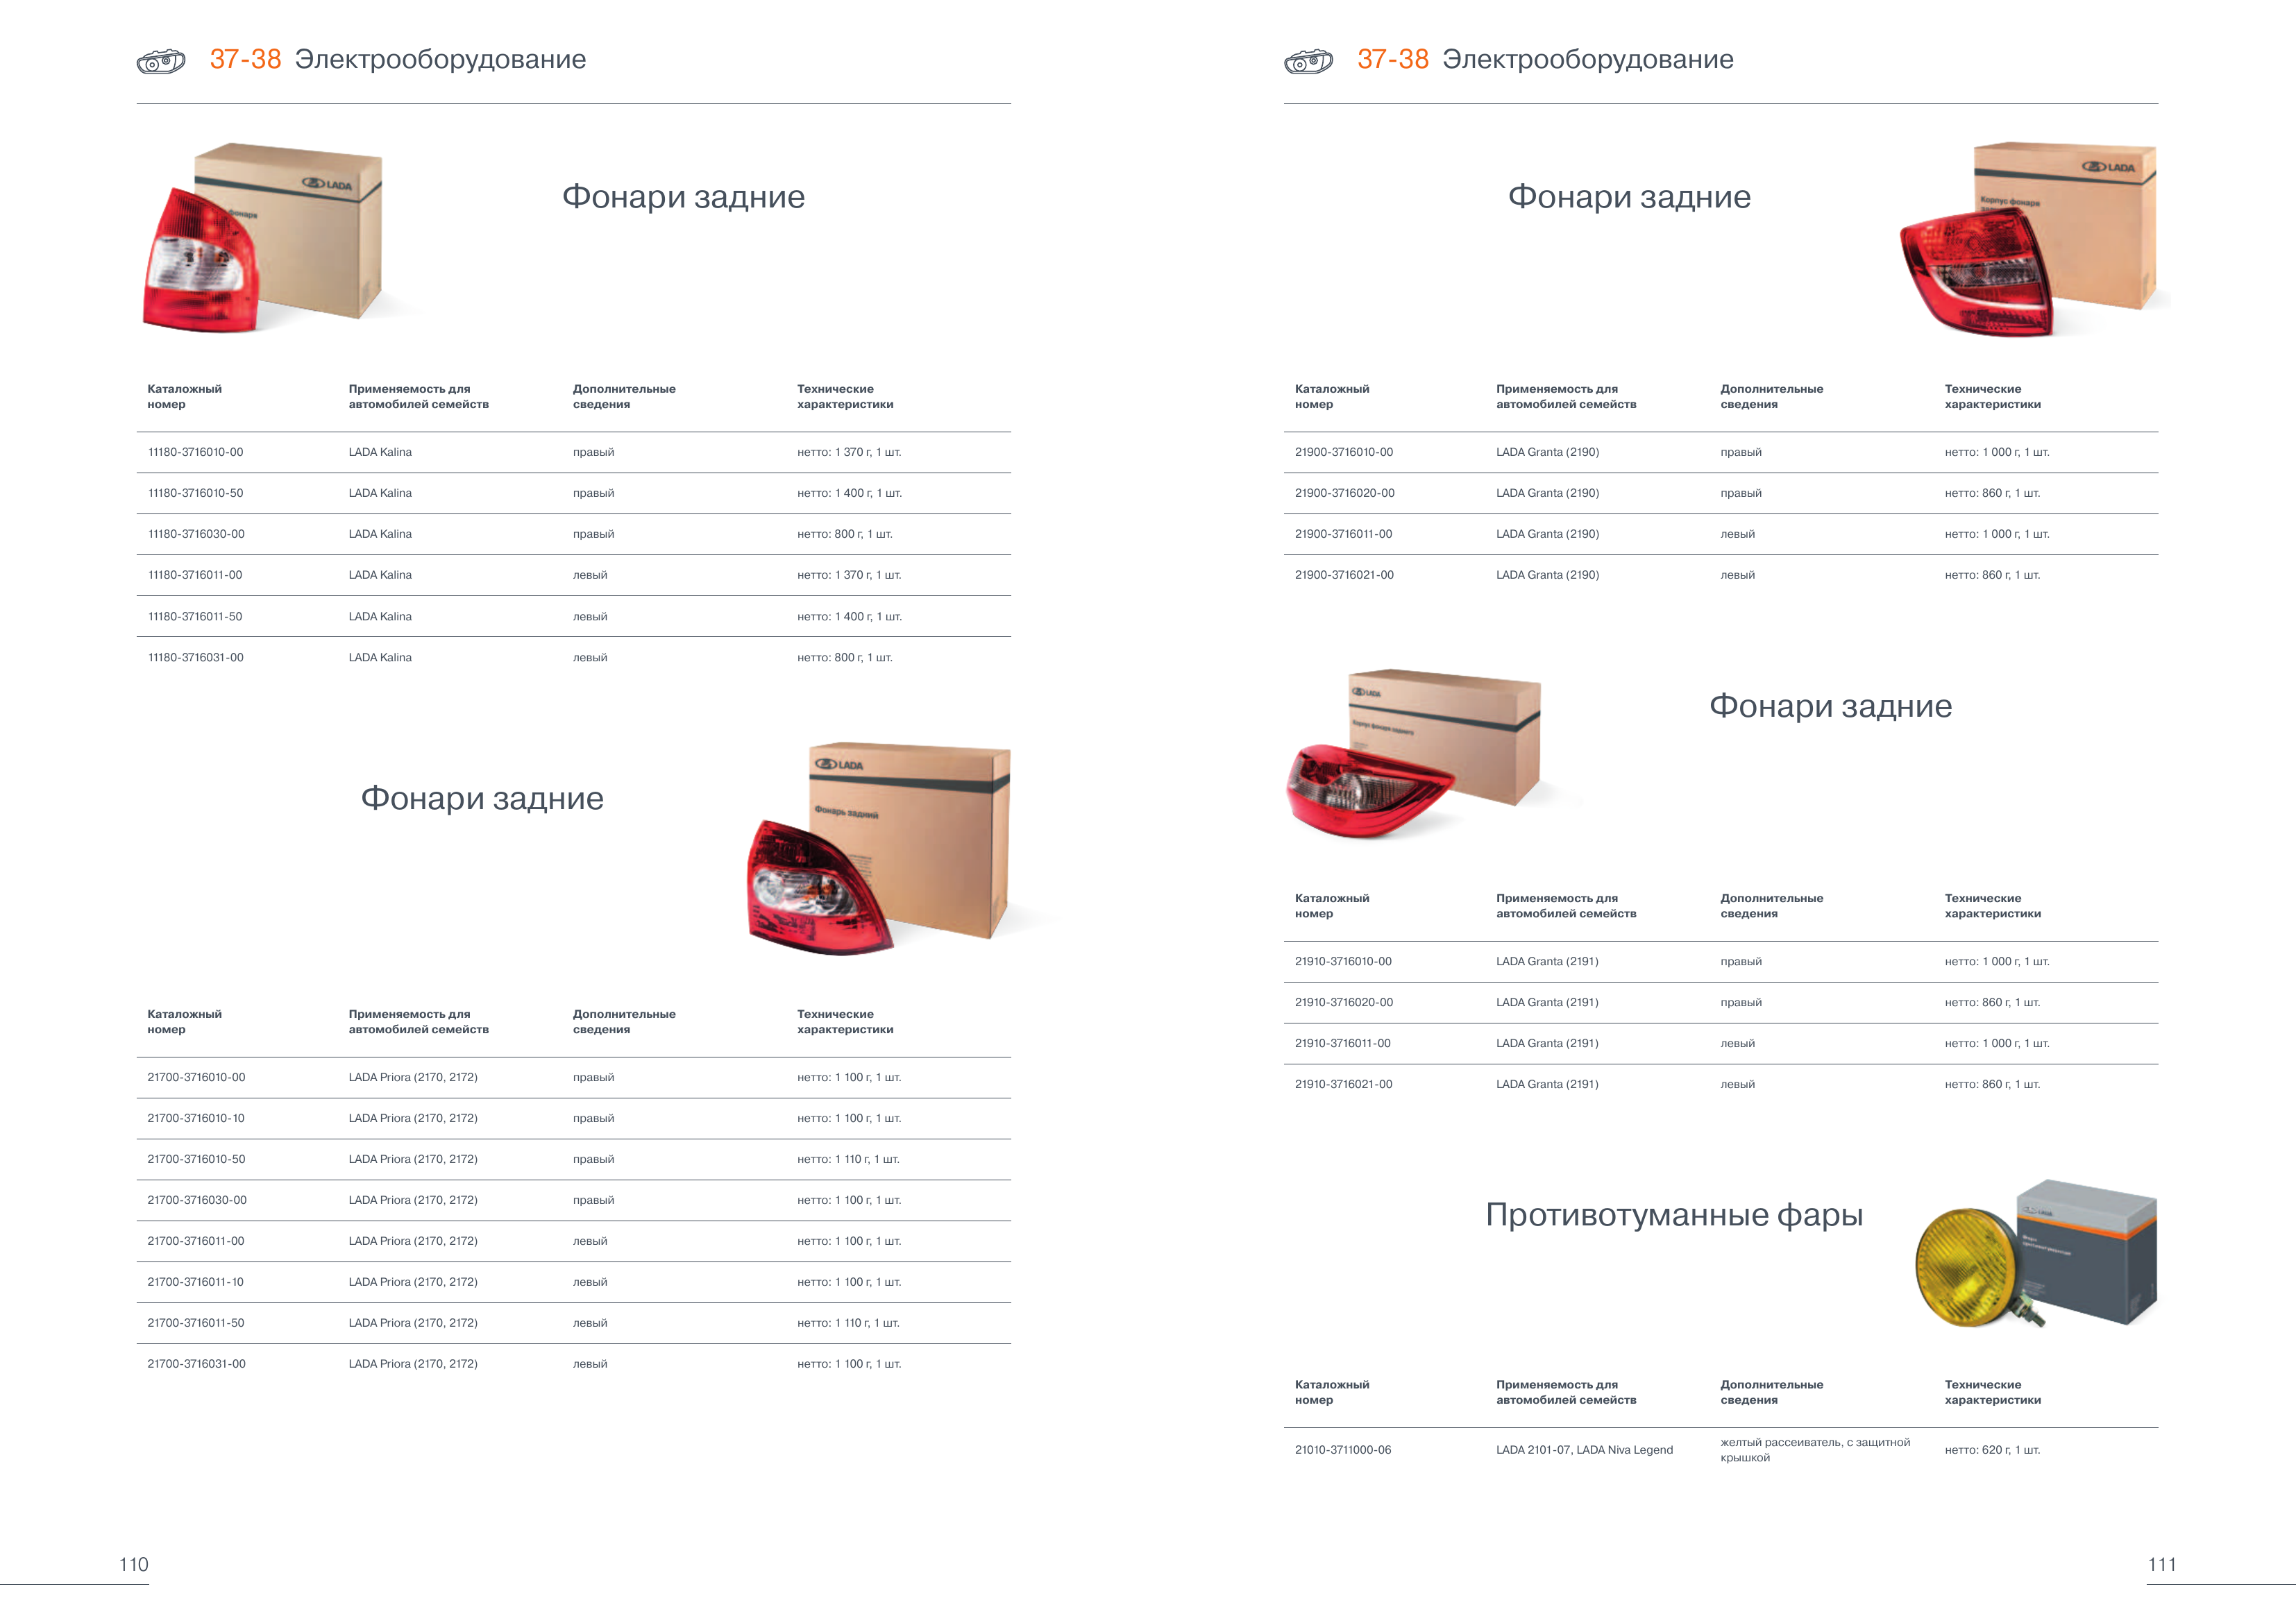 37-38 Электрооборудование
LADA
фонаря
Фонари задние
Каталожный номер Применяемость для автомобилей семейств Дополнительные сведения Технические характеристики
11180-3716010-00 LADA Kalina правый нетто: 1 370 г, 1 шт.
11180-3716010-50 LADA Kalina правый нетто: 1 400 г, 1 шт.
11180-3716030-00 LADA Kalina правый нетто: 800 г, 1 шт.
11180-3716011-00 LADA Kalina левый нетто: 1 370 г, 1 шт.
11180-3716011-50 LADA Kalina левый нетто: 1 400 г, 1 шт.
11180-3716031-00 LADA Kalina левый нетто: 800 г, 1 шт.
Фонари задние
LADA
Фонарь задний
Каталожный номер Применяемость для автомобилей семейств Дополнительные сведения Технические характеристики
21700-3716010-00 LADA Priora (2170, 2172) правый нетто: 1 100 г, 1 шт.
21700-3716010-10 LADA Priora (2170, 2172) правый нетто: 1 100 г, 1 шт.
21700-3716010-50 LADA Priora (2170, 2172) правый нетто: 1 110 г, 1 шт.
21700-3716030-00 LADA Priora (2170, 2172) правый нетто: 1 100 г, 1 шт.
21700-3716011-00 LADA Priora (2170, 2172) левый нетто: 1 100 г, 1 шт.
21700-3716011-10 LADA Priora (2170, 2172) левый нетто: 1 100 г, 1 шт.
21700-3716011-50 LADA Priora (2170, 2172) левый нетто: 1 110 г, 1 шт.
21700-3716031-00 LADA Priora (2170, 2172) левый нетто: 1 100 г, 1 шт.
110
37-38 Электрооборудование
Фонари задние
LADA
Корпус фонаря
Каталожный номер Применяемость для автомобилей семейств Дополнительные сведения Технические характеристики
21900-3716010-00 LADA Granta (2190) правый нетто: 1 000 г, 1 шт.
21900-3716020-00 LADA Granta (2190) правый нетто: 860 г, 1 шт.
21900-3716011-00 LADA Granta (2190) левый нетто: 1 000 г, 1 шт.
21900-3716021-00 LADA Granta (2190) левый нетто: 860 г, 1 шт.
LADA
Корпус фонаря заднего
Фонари задние
Каталожный номер Применяемость для автомобилей семейств Дополнительные сведения Технические характеристики
21910-3716010-00 LADA Granta (2191) правый нетто: 1 000 г, 1 шт.
21910-3716020-00 LADA Granta (2191) правый нетто: 860 г, 1 шт.
21910-3716011-00 LADA Granta (2191) левый нетто: 1 000 г, 1 шт.
21910-3716021-00 LADA Granta (2191) левый нетто: 860 г, 1 шт.
Противотуманные фары
LADA
Каталожный номер Применяемость для автомобилей семейств Дополнительные сведения Технические характеристики
21010-3711000-06 LADA 2101-07, LADA Niva Legend желтый рассеиватель, с защитной крышкой нетто: 620 г, 1 шт.
111